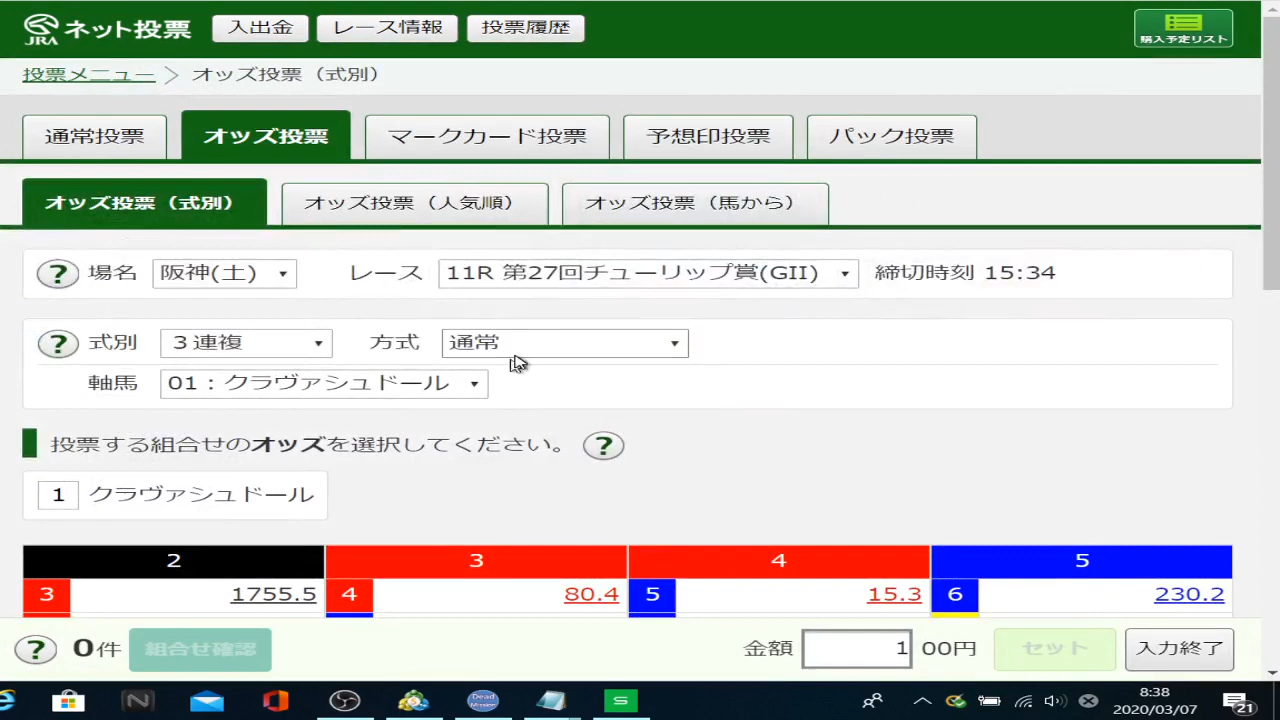 JRA ネット投票 入出金 レース情報 投票履歴 購入予定リスト
投票メニュー > オッズ投票（式別）
通常投票 オッズ投票 マークカード投票 予想印投票 パック投票
オッズ投票（式別） オッズ投票（人気順） オッズ投票（馬から）
? 場名 阪神(土) レース 11R 第27回チューリップ賞(GII) 締切時刻 15:34
? 式別 3連複 方式 通常
軸馬 01：クラヴァシュドール
投票する組合せのオッズを選択してください。 ?
1 クラヴァシュドール
2 3 4 5
3 1755.5 4 80.4 5 15.3 6 230.2
? 0件 組合せ確認 金額 1 00円 セット 入力終了
N Dead Mission S 8:38
2020/03/07 21